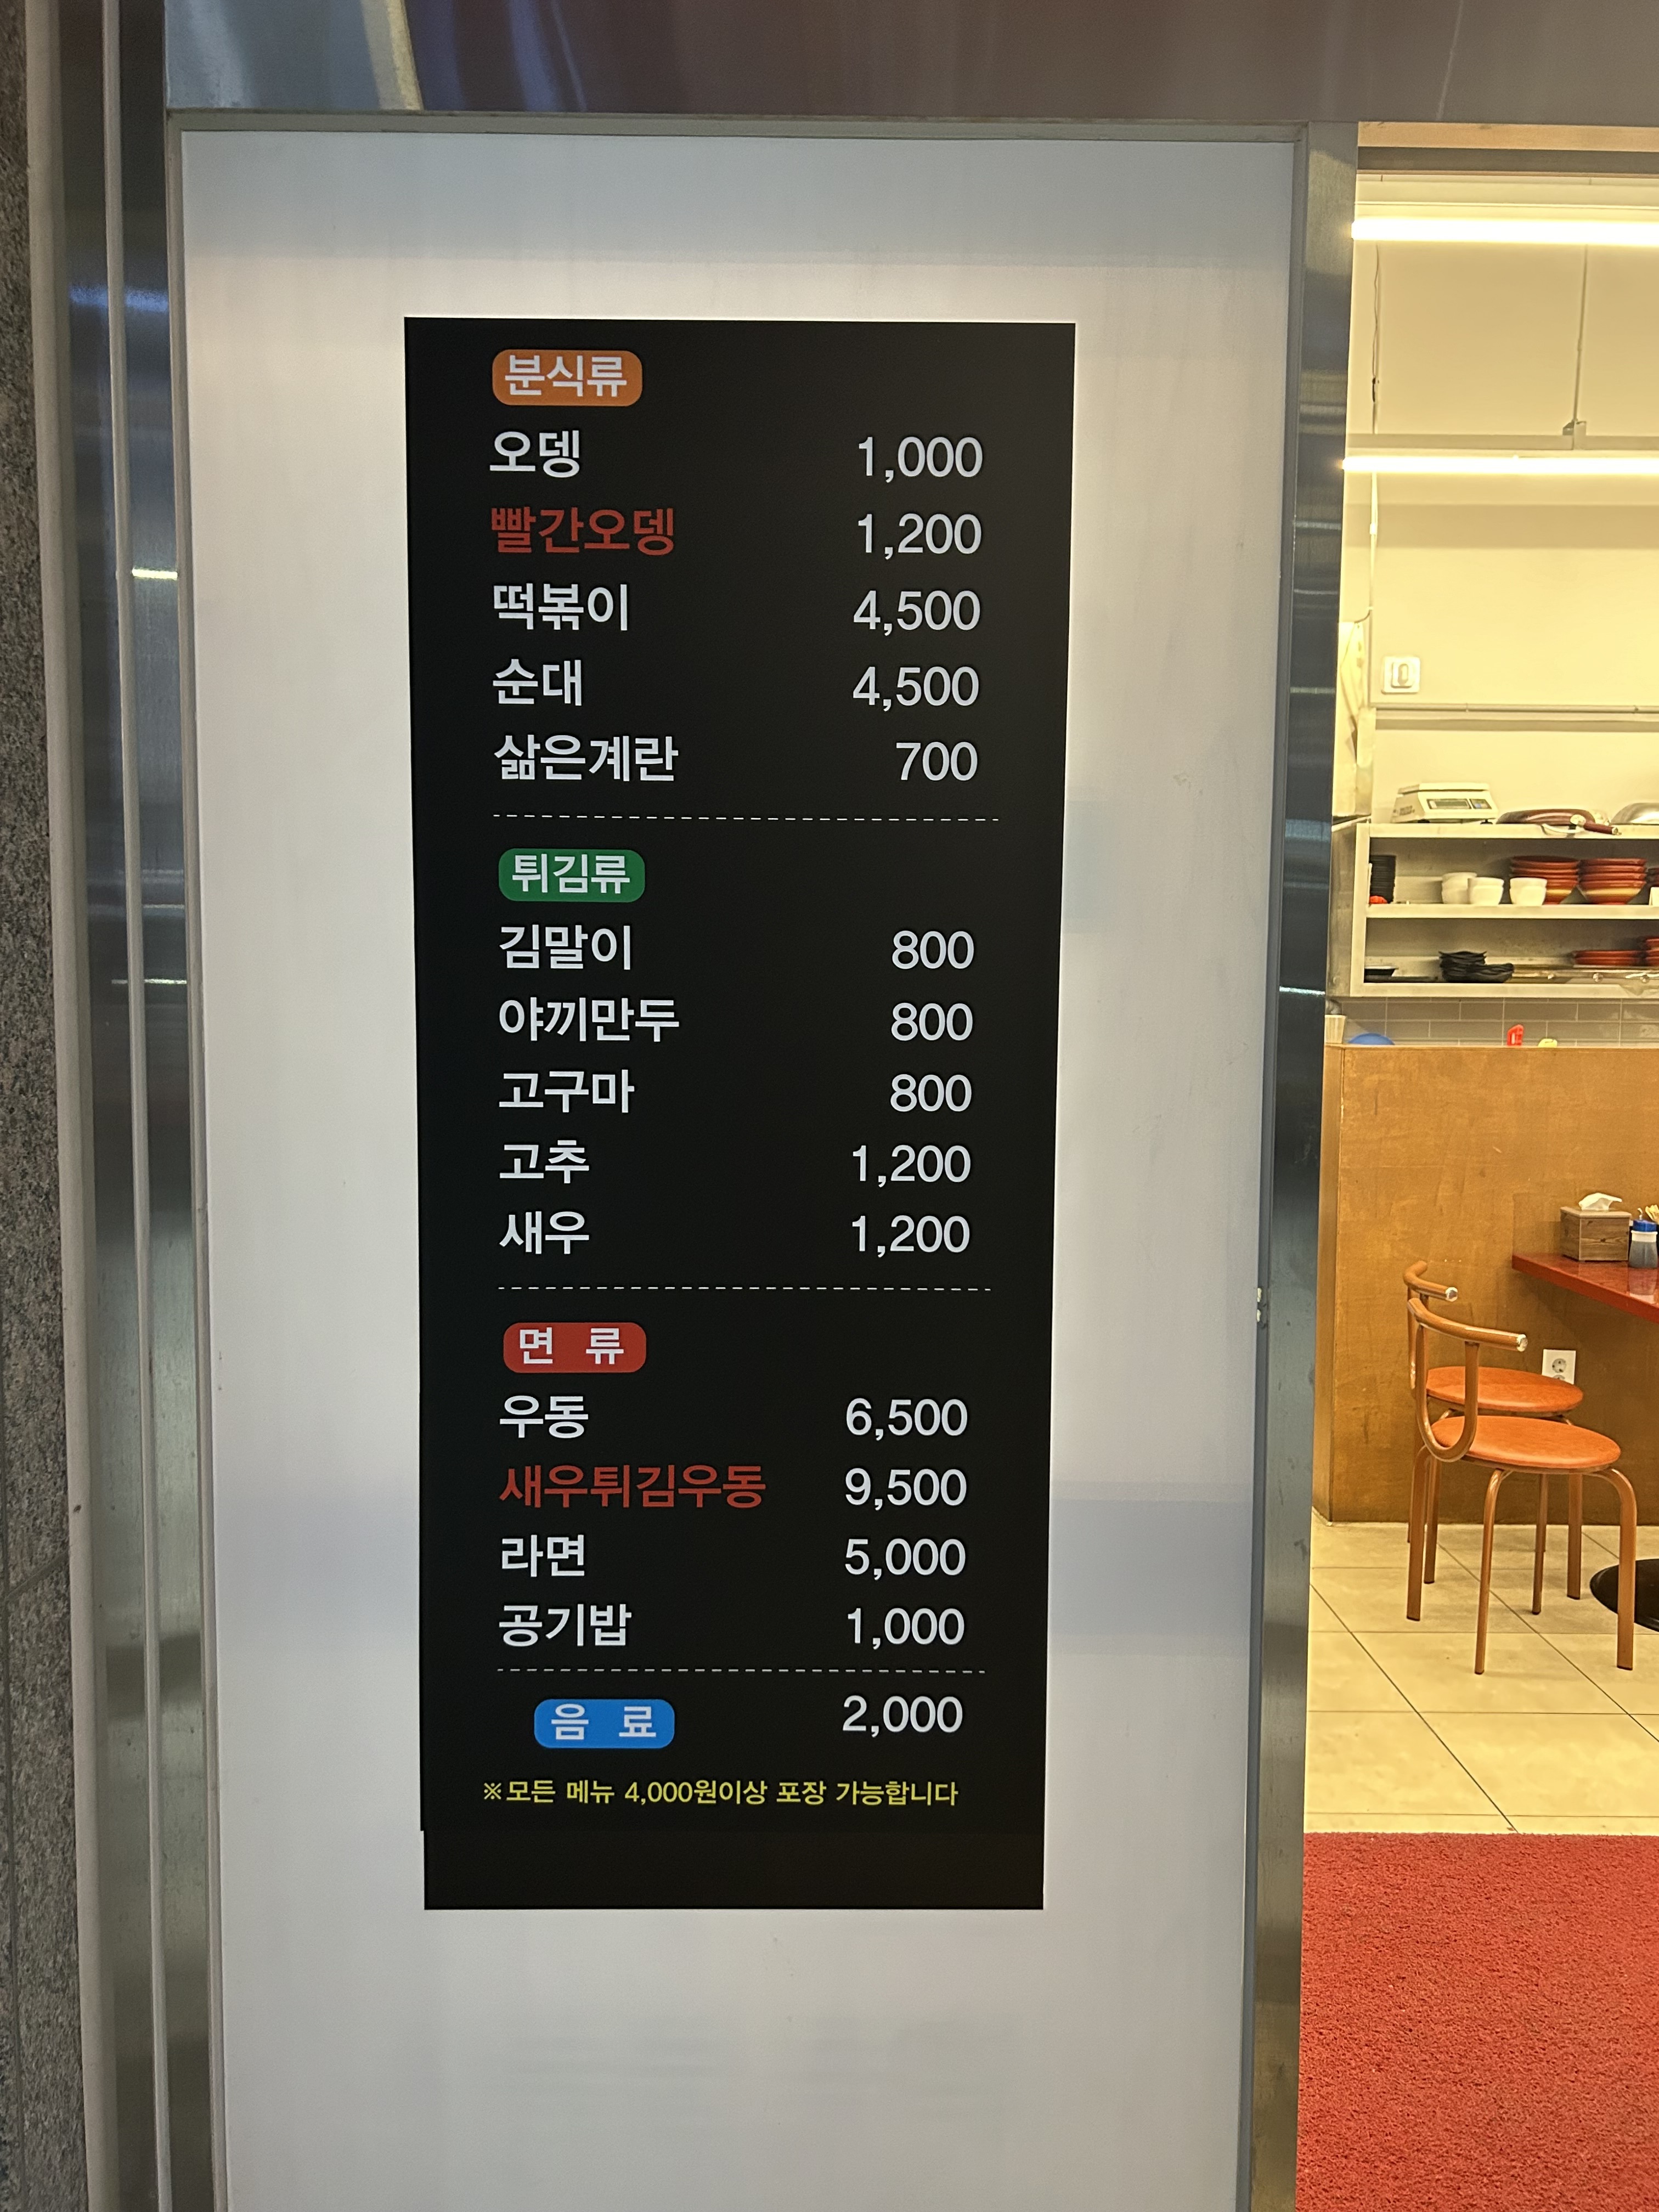 분식류
오뎅 1,000
빨간오뎅 1,200
떡볶이 4,500
순대 4,500
삶은계란 700
튀김류
김말이 800
야끼만두 800
고구마 800
고추 1,200
새우 1,200
면 류
우동 6,500
새우튀김우동 9,500
라면 5,000
공기밥 1,000
음 료 2,000
※모든 메뉴 4,000원이상 포장 가능합니다